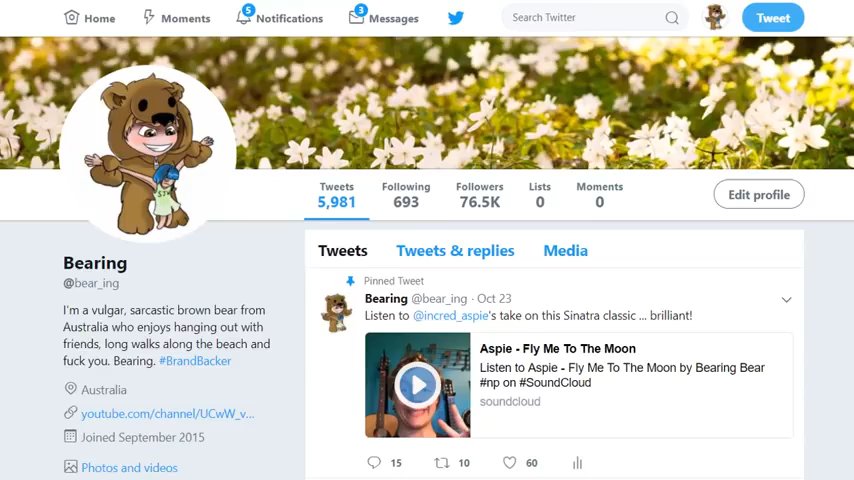 Home
Moments
5
Notifications
3
Messages
Search Twitter
Tweet
Tweets
5,981
Following
693
Followers
76.5K
Lists
0
Moments
0
Edit profile
Bearing
@bear_ing
I'm a vulgar, sarcastic brown bear from
Australia who enjoys hanging out with
friends, long walks along the beach and
fuck you. Bearing. #BrandBacker
Australia
youtube.com/channel/UCwW_v...
Joined September 2015
Photos and videos
Tweets
Tweets & replies
Media
Pinned Tweet
Bearing @bear_ing · Oct 23
Listen to @incred_aspie's take on this Sinatra classic ... brilliant!
Aspie - Fly Me To The Moon
Listen to Aspie - Fly Me To The Moon by Bearing Bear
#np on #SoundCloud
soundcloud
15
10
60